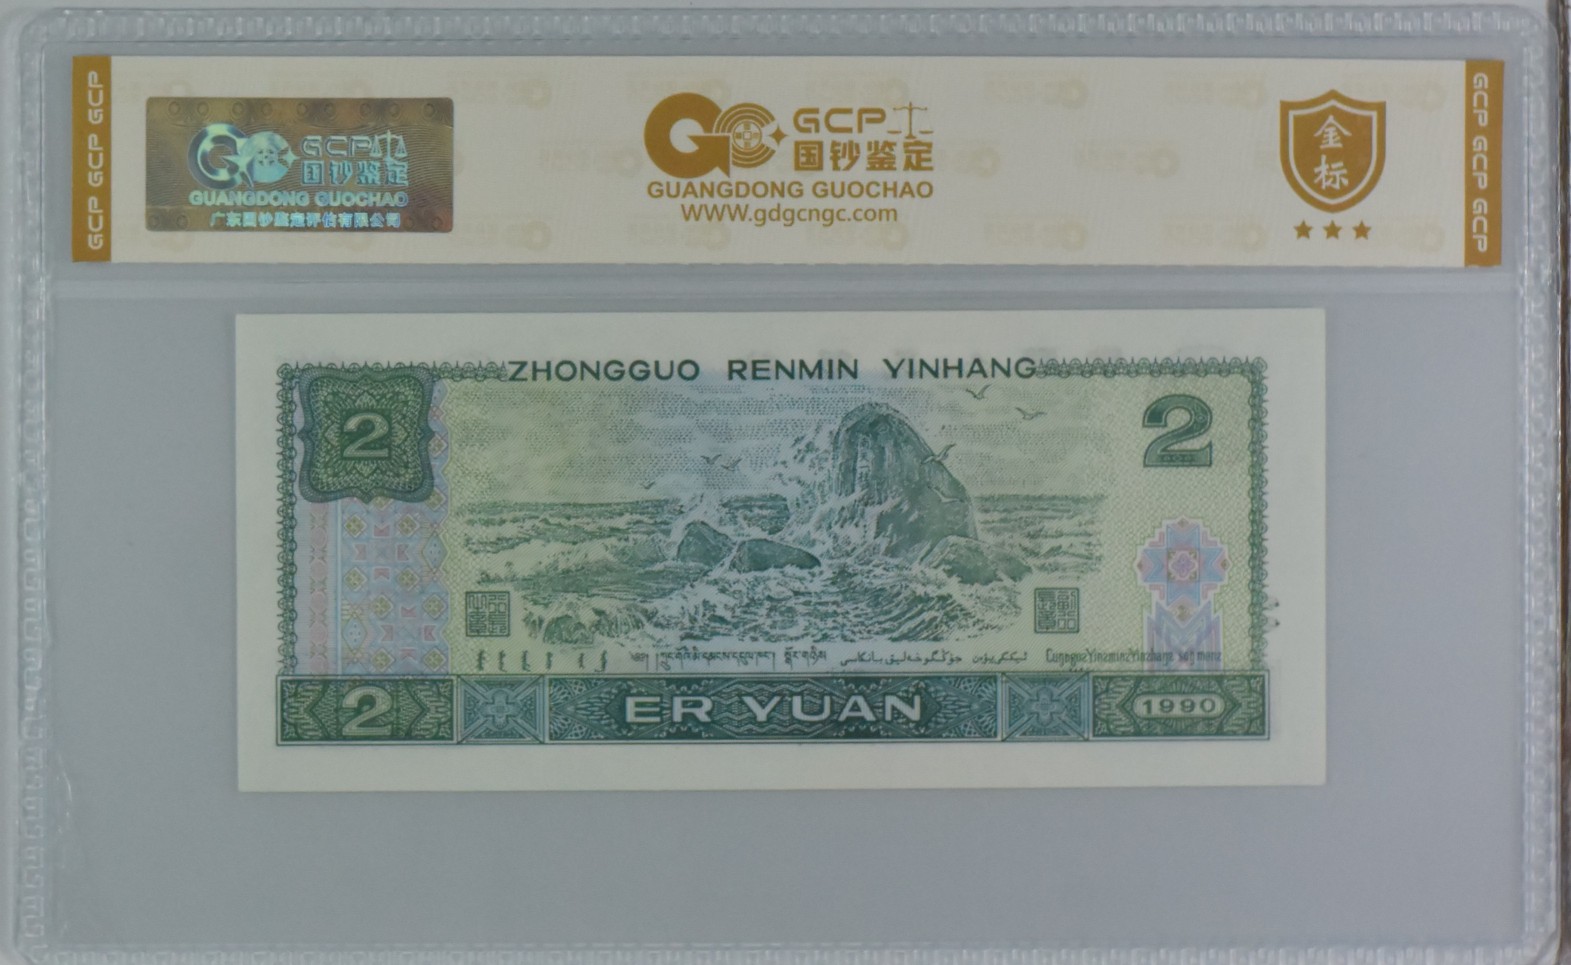 GCP GCP GCP
GCP
国钞鉴定
GUANGDONG GUOCHAO
广东国钞鉴定评估有限公司
GCP
国钞鉴定
GUANGDONG GUOCHAO
WWW.gdgcngc.com
金标
GCP GCP GCP
ZHONGGUO RENMIN YINHANG
2
2
2
ER YUAN
1990